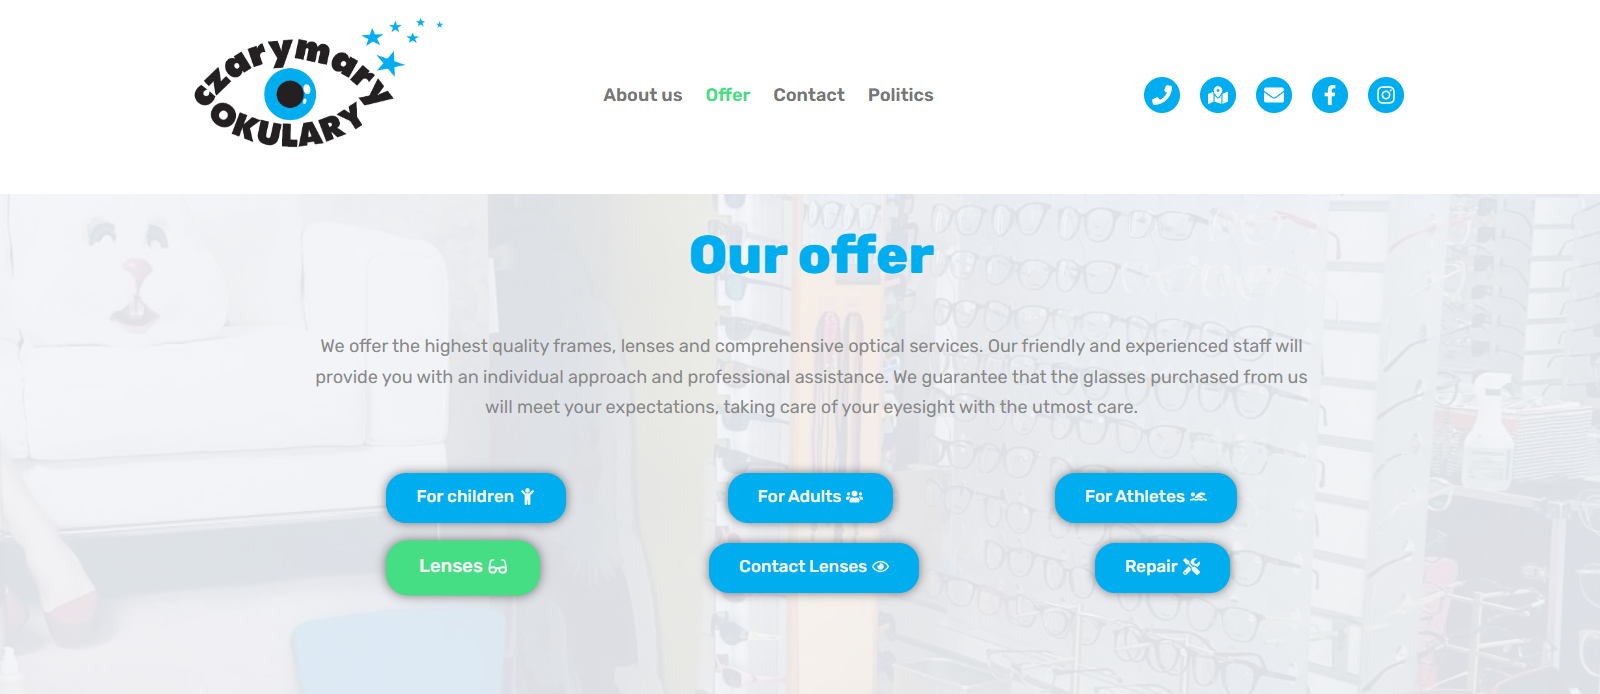 czarymary
OKULARY
About us
Offer
Contact
Politics
Our offer
We offer the highest quality frames, lenses and comprehensive optical services. Our friendly and experienced staff will
provide you with an individual approach and professional assistance. We guarantee that the glasses purchased from us
will meet your expectations, taking care of your eyesight with the utmost care.
For children
For Adults
For Athletes
Lenses
Contact Lenses
Repair